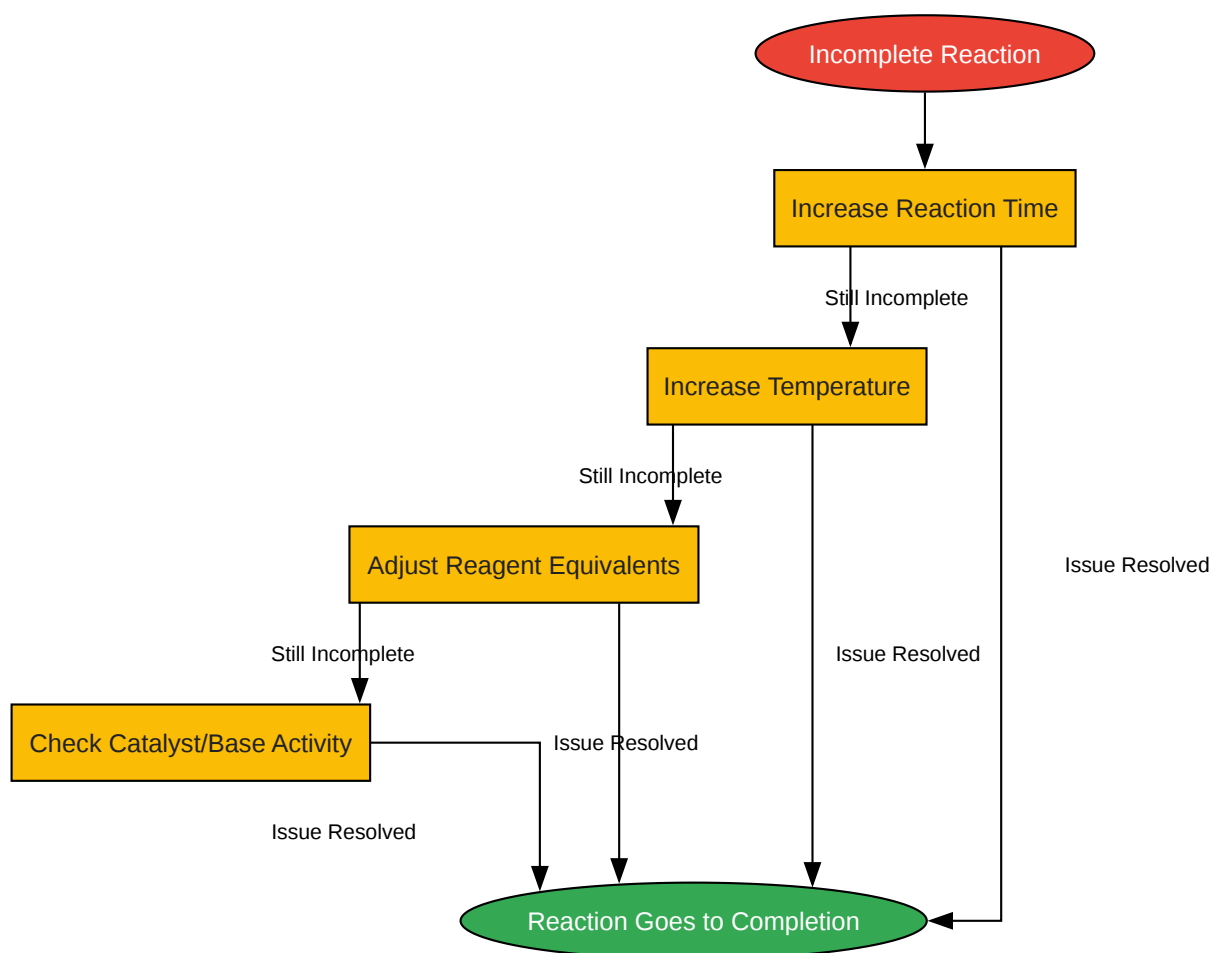 Incomplete Reaction
Increase Reaction Time
Still Incomplete
Increase Temperature
Still Incomplete
Adjust Reagent Equivalents
Issue Resolved
Still Incomplete
Issue Resolved
Check Catalyst/Base Activity
Issue Resolved
Issue Resolved
Reaction Goes to Completion